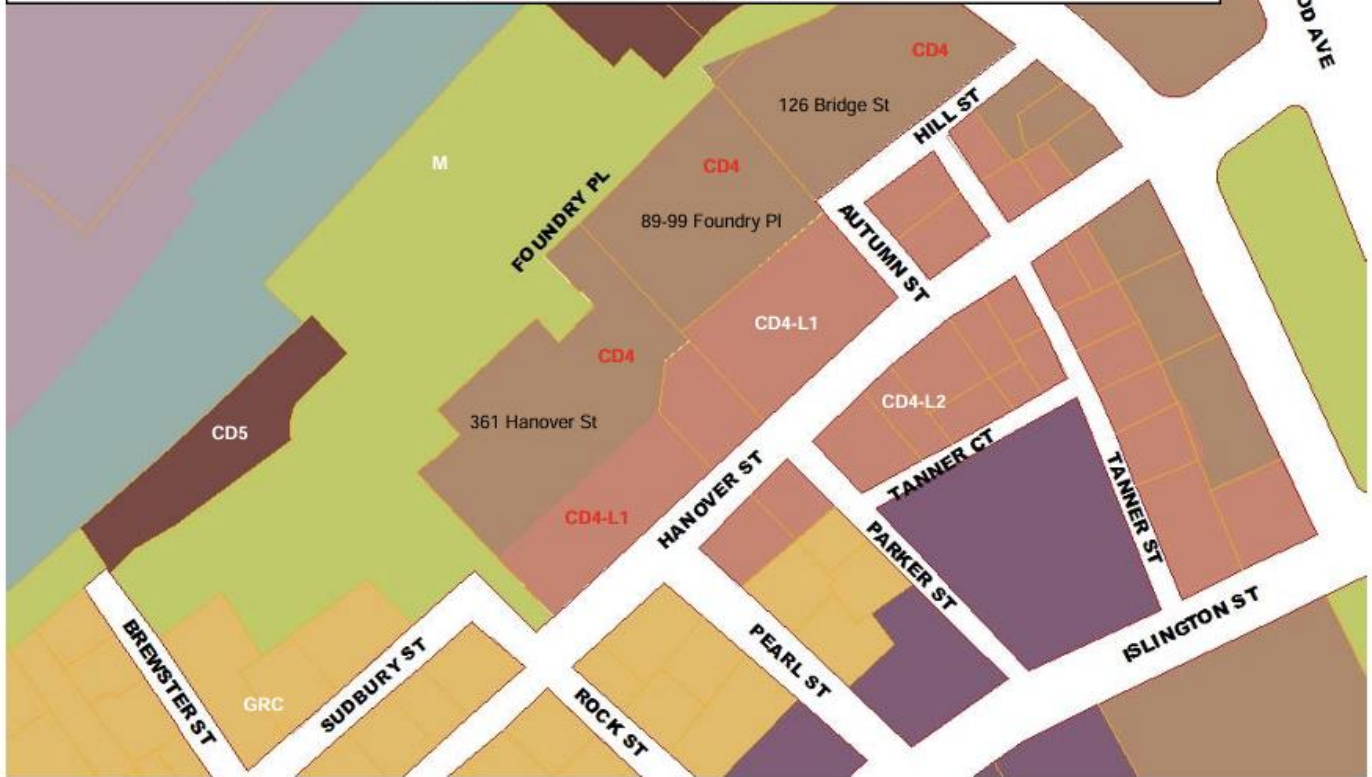 OD AVE
CD4
126 Bridge St
HILL ST
M
CD4
FOUNDRY PL
89-99 Foundry Pl
AUTUMN ST
CD4-L1
CD4
CD4-L2
361 Hanover St
CD5
TANNER CT
HANOVER ST
TANNER ST
CD4-L1
PARKER ST
ISLINGTON ST
BREWSTER ST
PEARL ST
SUDBURY ST
GRC
ROCK ST